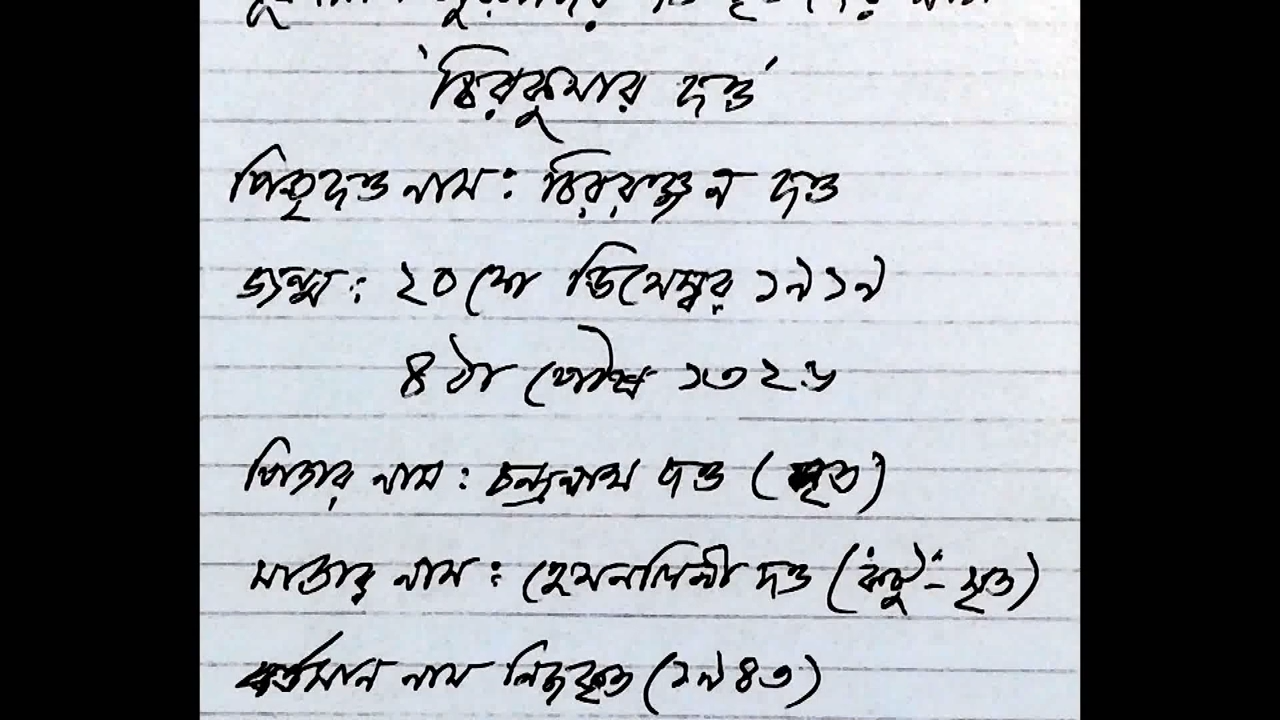 'স্থিরকুমার দত্ত'
পিতৃদত্ত নাম : চিররঞ্জন দত্ত
জন্ম : ২০শে ডিসেম্বর ১৯১৯
৪ঠা পৌষ ১৩২৬
পিতার নাম : চন্দ্রনাথ দত্ত (মৃত)
মাতার নাম : হেমনলিনী দত্ত ( - মৃত)
বর্তমান নাম নিজকৃত (১৯৪৩)